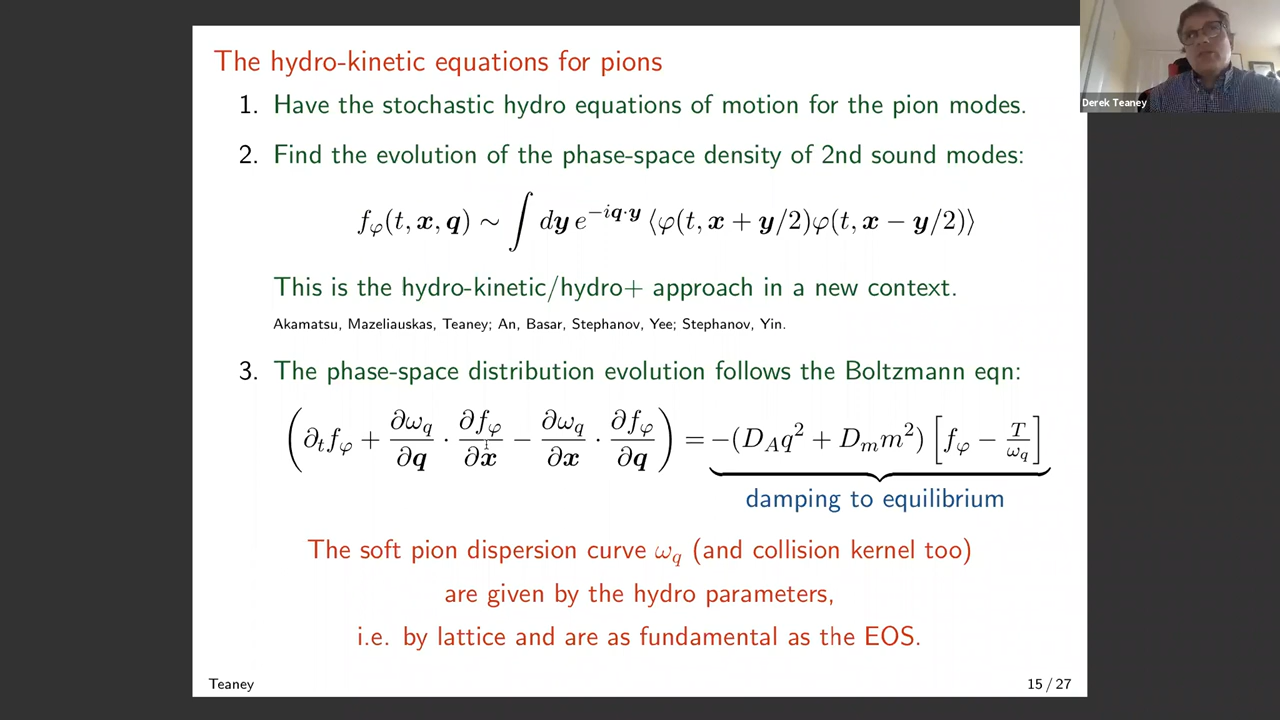 The hydro-kinetic equations for pions
1. Have the stochastic hydro equations of motion for the pion modes.
2. Find the evolution of the phase-space density of 2nd sound modes:
f_φ(t, x, q) ∼ ∫ dy e^{−iq·y} ⟨φ(t, x + y/2)φ(t, x − y/2)⟩
This is the hydro-kinetic/hydro+ approach in a new context.
Akamatsu, Mazeliauskas, Teaney; An, Basar, Stephanov, Yee; Stephanov, Yin.
3. The phase-space distribution evolution follows the Boltzmann eqn:
(∂_t f_φ + ∂ω_q/∂q · ∂f_φ/∂x − ∂ω_q/∂x · ∂f_φ/∂q) = −(D_A q² + D_m m²) [f_φ − T/ω_q]
damping to equilibrium
The soft pion dispersion curve ω_q (and collision kernel too)
are given by the hydro parameters,
i.e. by lattice and are as fundamental as the EOS.
Teaney
15 / 27
Derek Teaney